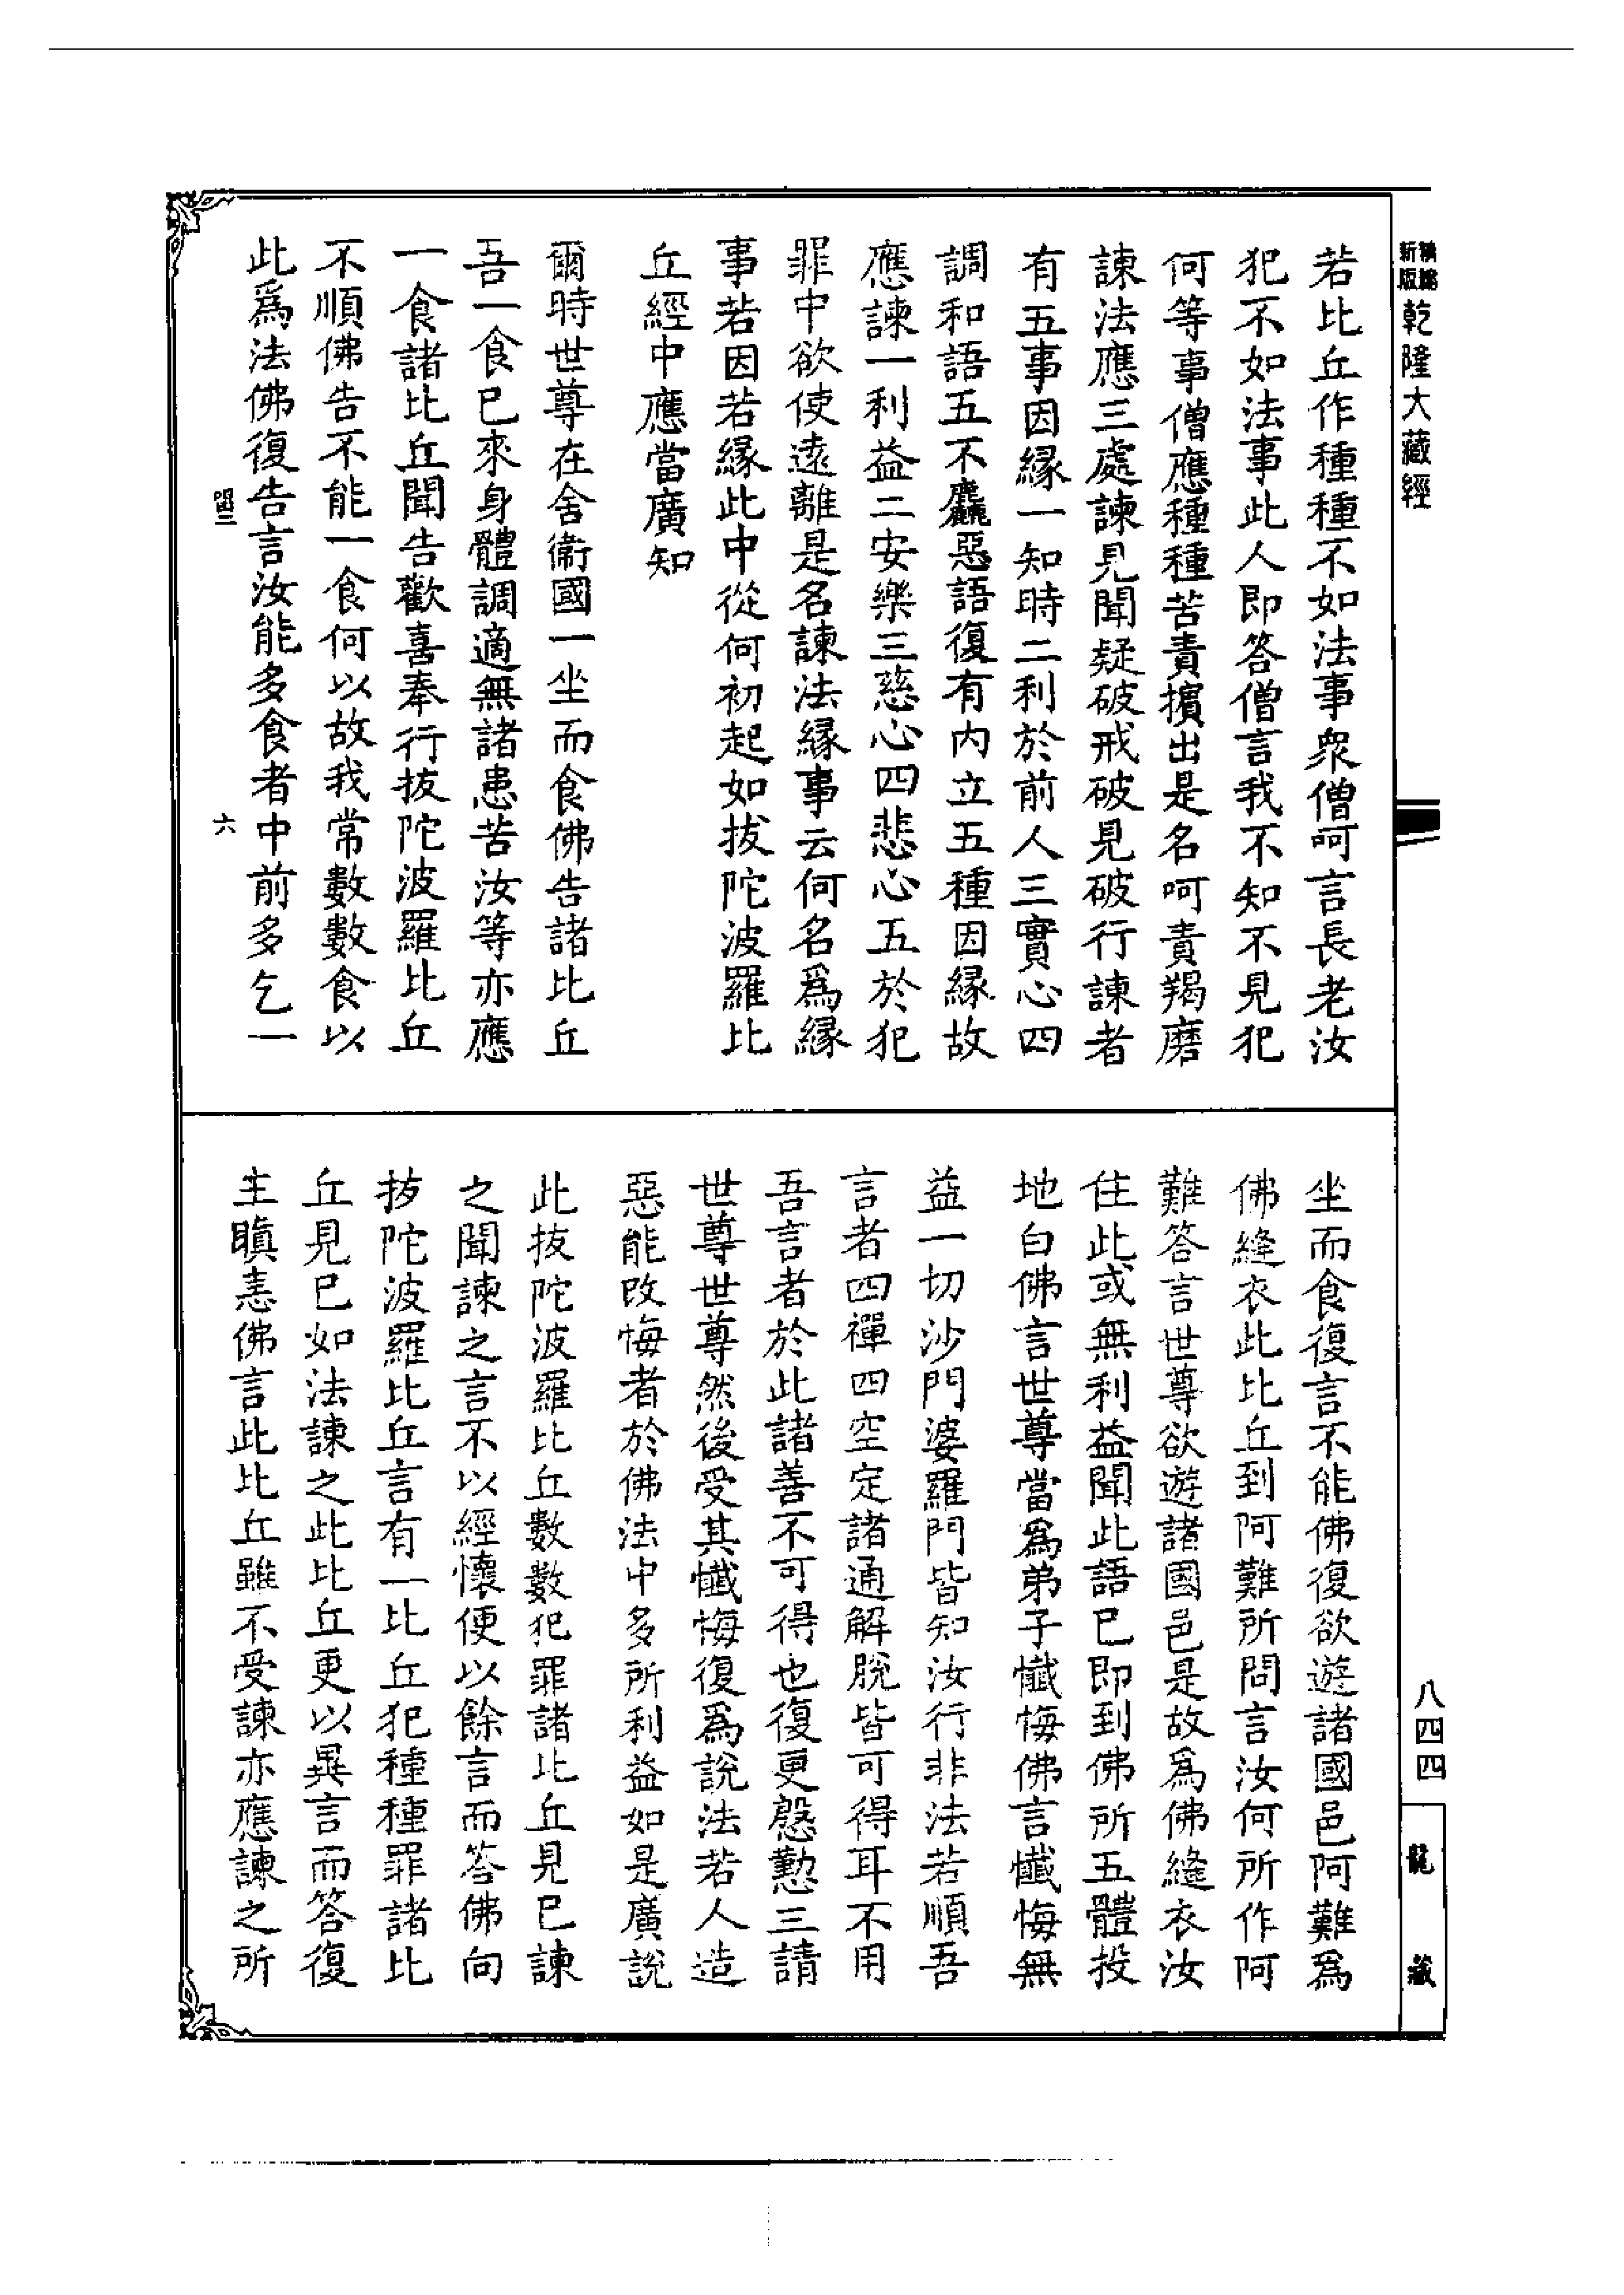 新編縮版 乾隆大藏經
若比丘作種種不如法事衆僧呵言長老汝
犯不如法事此人即答僧言我不知不見犯
何等事僧應種種苦責擯出是名呵責羯磨
諫法應三處諫見聞疑破戒破見破行諫者
有五事因緣一知時二利於前人三實心四
調和語五不麤惡語復有内立五種因緣故
應諫一利益二安樂三慈心四悲心五於犯
罪中欲使遠離是名諫法緣事云何名爲緣
事若因若緣此中從何初起如拔陀波羅比
丘經中應當廣知
爾時世尊在舍衞國一坐而食佛告諸比丘
吾一食已來身體調適無諸患苦汝等亦應
一食諸比丘聞告歡喜奉行拔陀波羅比丘
不順佛告不能一食何以故我常數數食以
此爲法佛復告言汝能多食者中前多乞一
六
坐而食復言不能佛復欲遊諸國邑阿難爲
佛縫衣此比丘到阿難所問言汝何所作阿
難答言世尊欲遊諸國邑是故爲佛縫衣汝
住此或無利益聞此語已即到佛所五體投
地白佛言世尊當爲弟子懺悔佛言懺悔無
益一切沙門婆羅門皆知汝行非法若順吾
言者四禪四空定諸通解脫皆可得耳不用
吾言者於此諸善不可得也復更慇懃三請
世尊世尊然後受其懺悔復爲說法若人造
惡能改悔者於佛法中多所利益如是廣說
此拔陀波羅比丘數數犯罪諸比丘見已諫
之聞諫之言不以經懷便以餘言而答佛向
拔陀波羅比丘言有一比丘犯種種罪諸比
丘見已如法諫之此比丘更以異言而答復
生瞋恚佛言此比丘雖不受諫亦應諫之所
八四四
龍藏